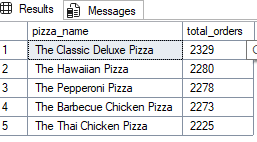 Results Messages
pizza_name total_orders
1 The Classic Deluxe Pizza 2329
2 The Hawaiian Pizza 2280
3 The Pepperoni Pizza 2278
4 The Barbecue Chicken Pizza 2273
5 The Thai Chicken Pizza 2225